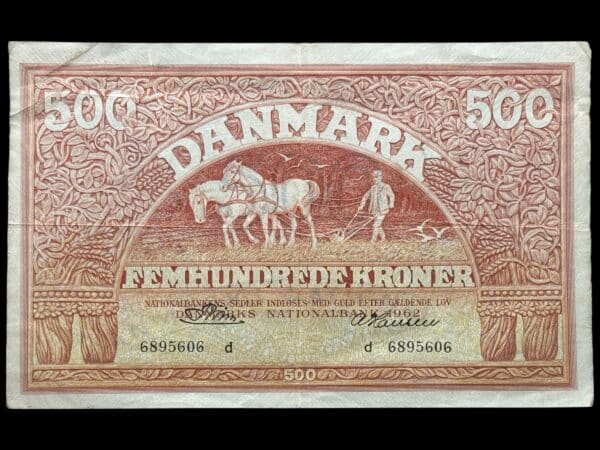 500 500
DANMARK
FEMHUNDREDE KRONER
NATIONALBANKENS SEDLER INDLØSES MED GULD EFTER GÆLDENDE LOV
DANMARKS NATIONALBANK 1962
6895606 d d 6895606
500